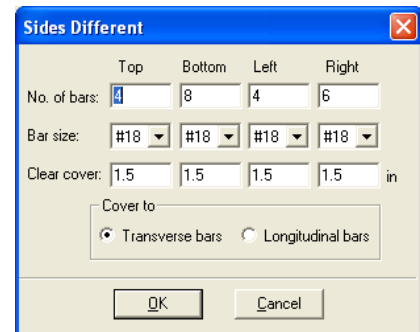 Sides Different
Top Bottom Left Right
No. of bars: 4 8 4 6
Bar size: #18 #18 #18 #18
Clear cover: 1.5 1.5 1.5 1.5 in
Cover to
Transverse bars Longitudinal bars
OK Cancel